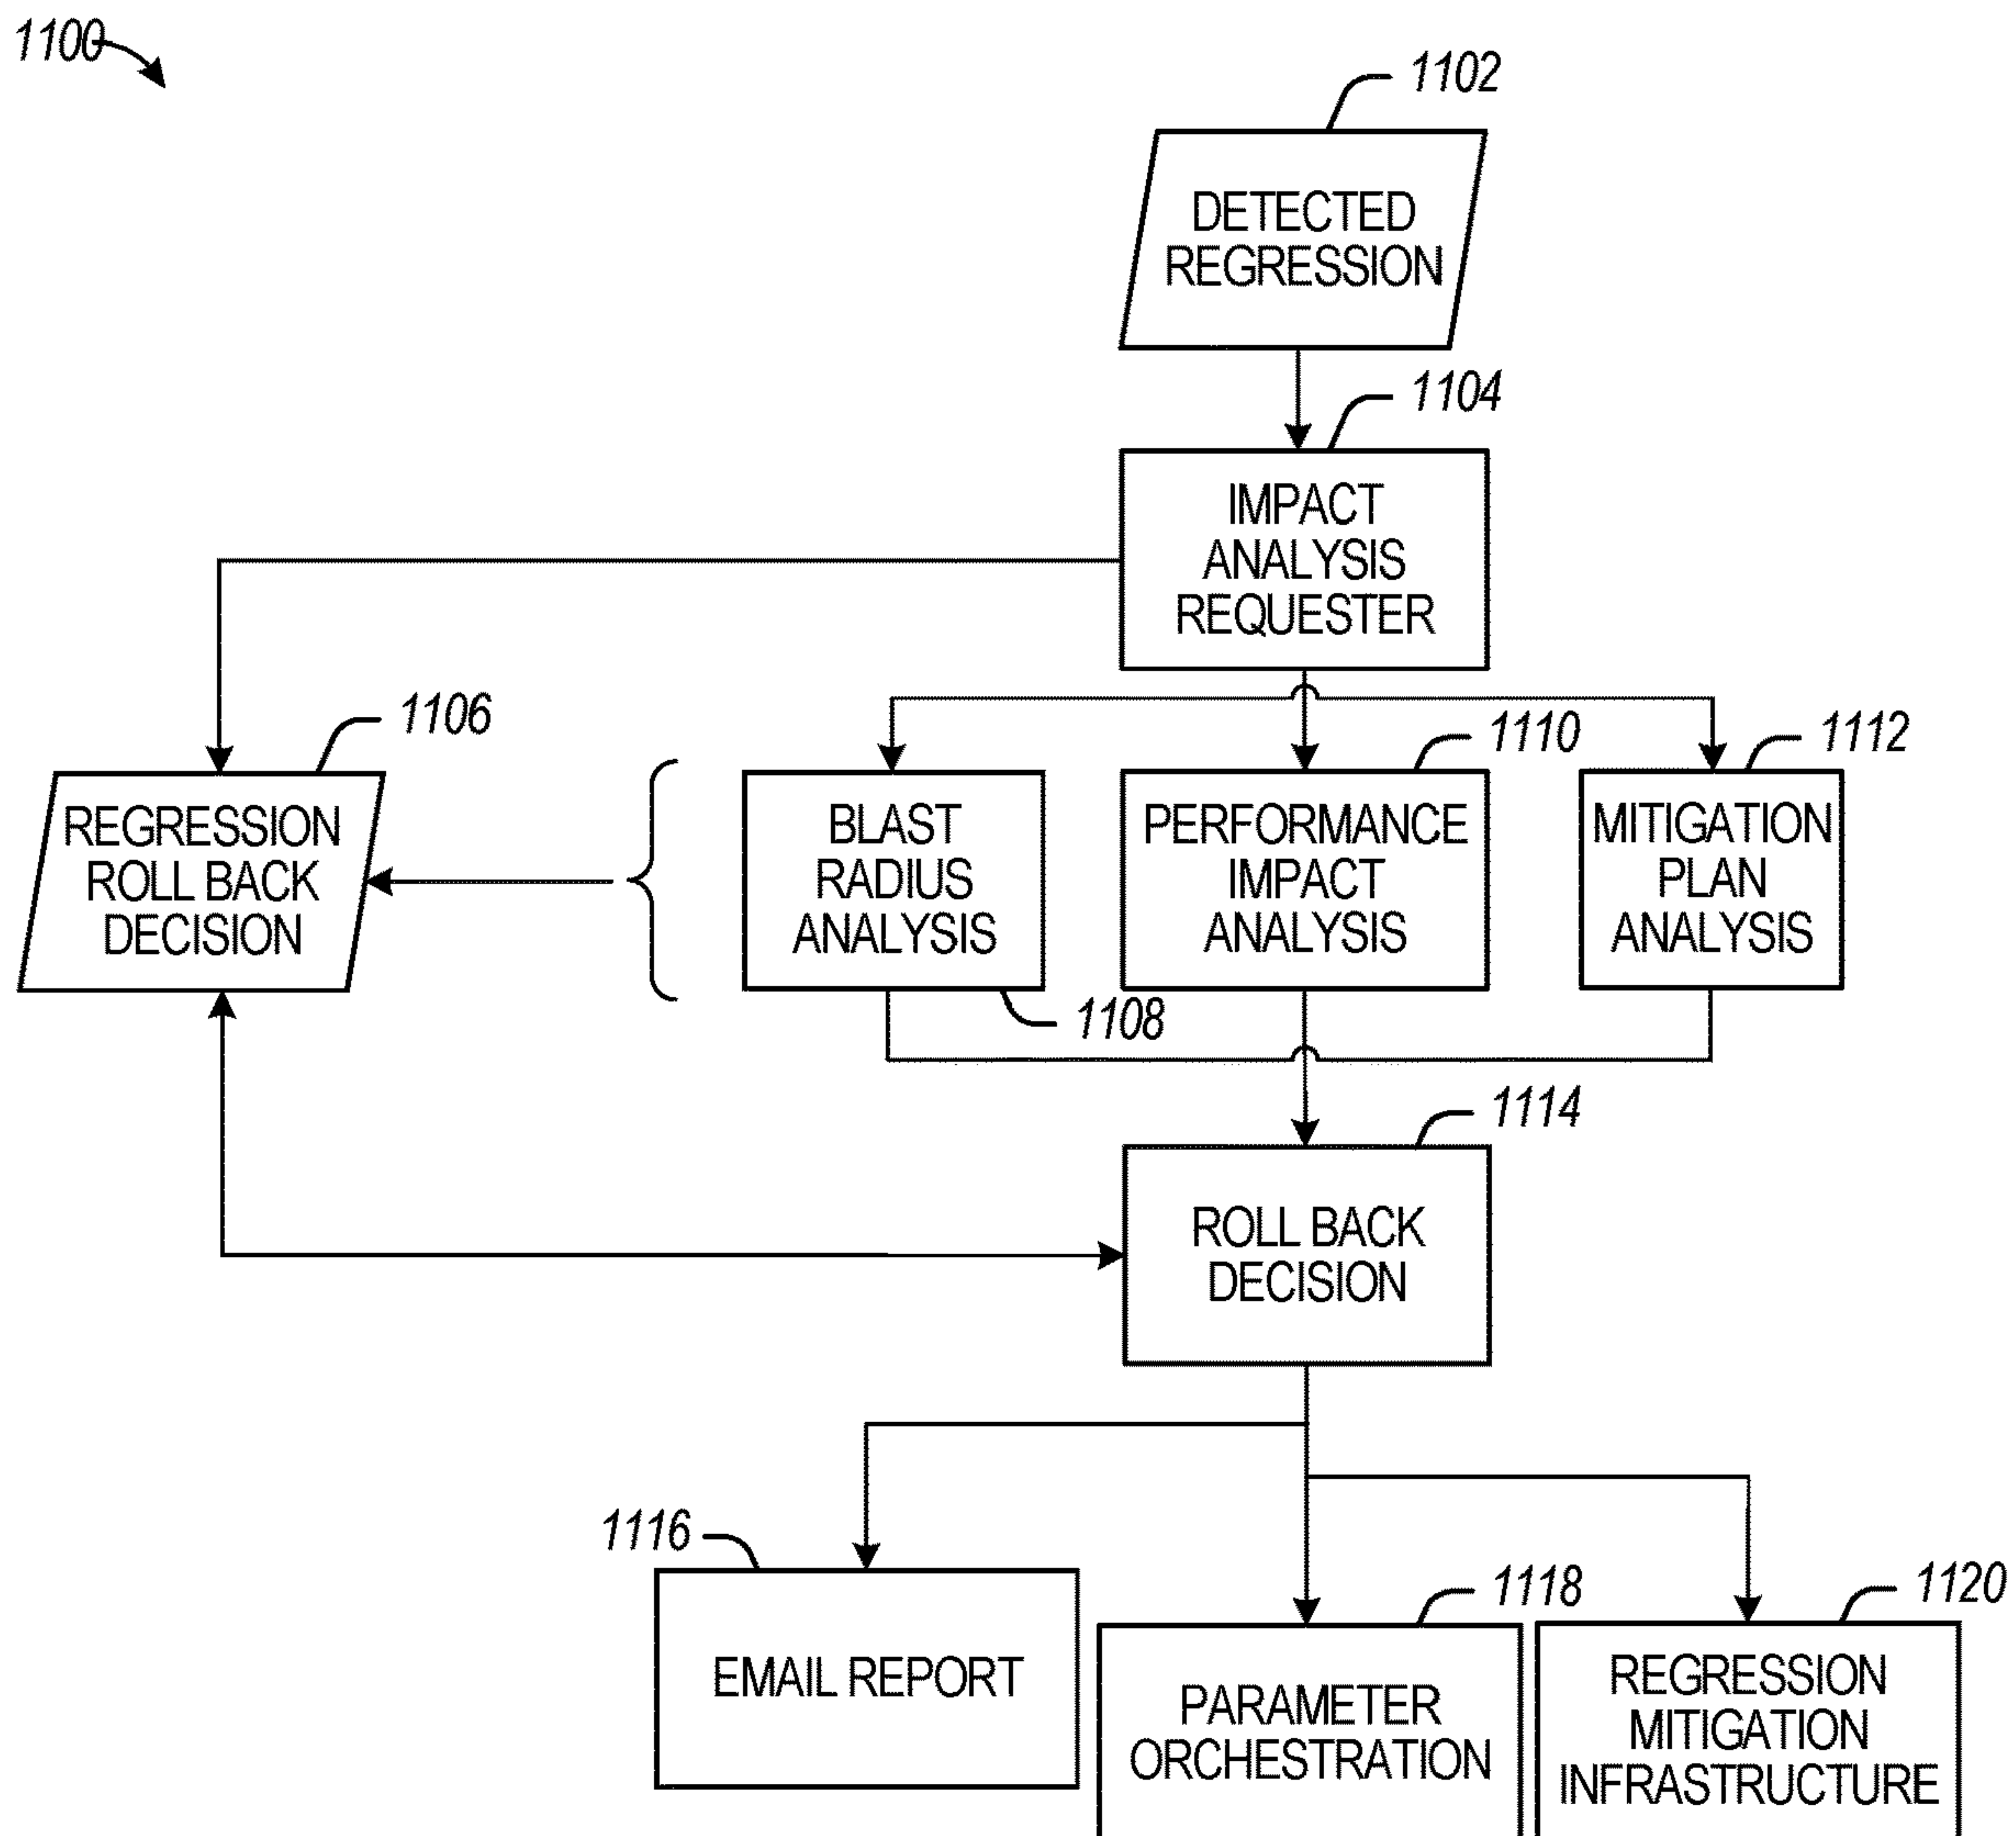 1100
1102
DETECTED
REGRESSION
1104
IMPACT
ANALYSIS
REQUESTER
1106
REGRESSION
ROLL BACK
DECISION
BLAST
RADIUS
ANALYSIS
1108
1110
PERFORMANCE
IMPACT
ANALYSIS
1112
MITIGATION
PLAN
ANALYSIS
1114
ROLL BACK
DECISION
1116
EMAIL REPORT
1118
PARAMETER
ORCHESTRATION
1120
REGRESSION
MITIGATION
INFRASTRUCTURE